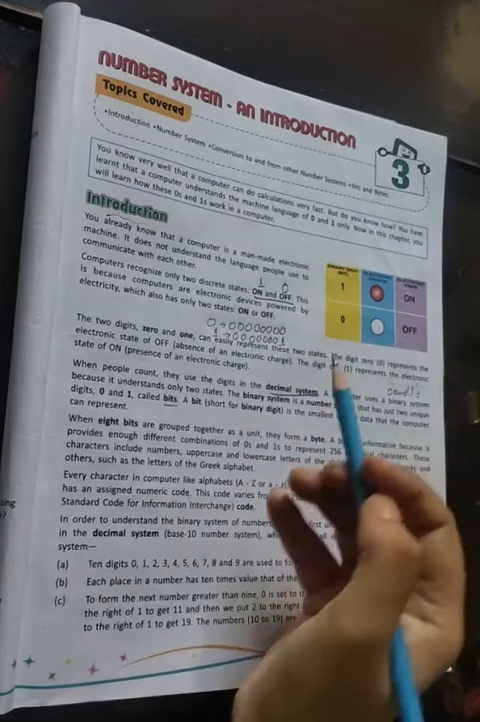 NUMBER SYSTEM - AN INTRODUCTION
Topics Covered
•Introduction •Number System •Conversion to and from other Number Systems •Bits and Bytes
3
You know very well that a computer can do calculations very fast. But do you know how? You have
learnt that a computer understands the machine language of 0 and 1 only. Now in this chapter, you
will learn how these 0s and 1s work in a computer.
Introduction
You already know that a computer is a man-made electronic
machine. It does not understand the language people use to
communicate with each other.
1 0
Computers recognize only two discrete states: ON and OFF. This
is because computers are electronic devices powered by
electricity, which also has only two states: ON or OFF.
BINARY DIGIT (BIT)
ELECTRONIC CHARGE
ELECTRONIC STATE
1
ON
0
OFF
0→00000000
1→00000001
The two digits, zero and one, can easily represent these two states. The digit zero (0) represents the
electronic state of OFF (absence of an electronic charge). The digit (1) represents the electronic
state of ON (presence of an electronic charge).
When people count, they use digits in the decimal system. A uses a binary system
because it understands only two states. The binary system is a number that has just two unique
digits, 0 and 1, called bits. A bit (short for binary digit) is the smallest data that the computer
can represent.
When eight bits are grouped together as a unit, they form a byte. A informative because is
provides enough different combinations of 0s and 1s to represent 256 characters. These
characters include numbers, uppercase and lowercase letters of the and
others, such as the letters of the Greek alphabet.
Every character in computer like alphabets (A - Z or a - z)
has an assigned numeric code. This code varies from
Standard Code for Information Interchange) code.
In order to understand the binary system of numbers, first
in the decimal system (base-10 number system),
system—
(a) Ten digits 0, 1, 2, 3, 4, 5, 6, 7, 8 and 9 are used to
(b) Each place in a number has ten times value that of the
(c) To form the next number greater than nine, 0 is set to
the right of 1 to get 11 and then we put 2 to the right
to the right of 1 to get 19. The numbers (10 to 19) are